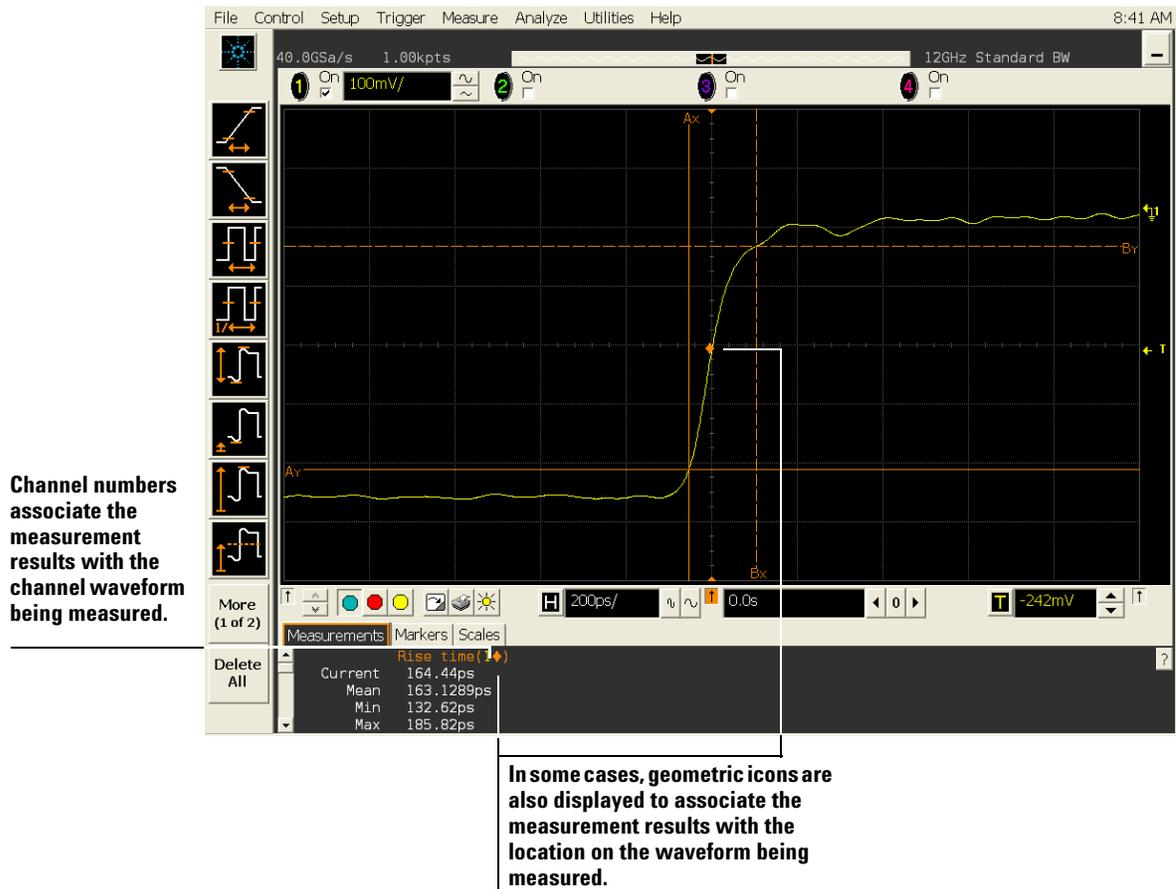 File Control Setup Trigger Measure Analyze Utilities Help 8:41 AM
40.0GSa/s 1.00kpts 12GHz Standard BW
1 On 100mV/ 2 On 3 On 4 On
Ax
1
By
T
Ay
Bx
1/
Channel numbers
associate the
measurement
results with the
channel waveform
being measured.
More
(1 of 2)
H 200ps/ 0.0s 0 T -242mV
Measurements Markers Scales
Delete
All
Rise time(1)
?
Current 164.44ps
Mean 163.1289ps
Min 132.62ps
Max 185.82ps
In some cases, geometric icons are
also displayed to associate the
measurement results with the
location on the waveform being
measured.